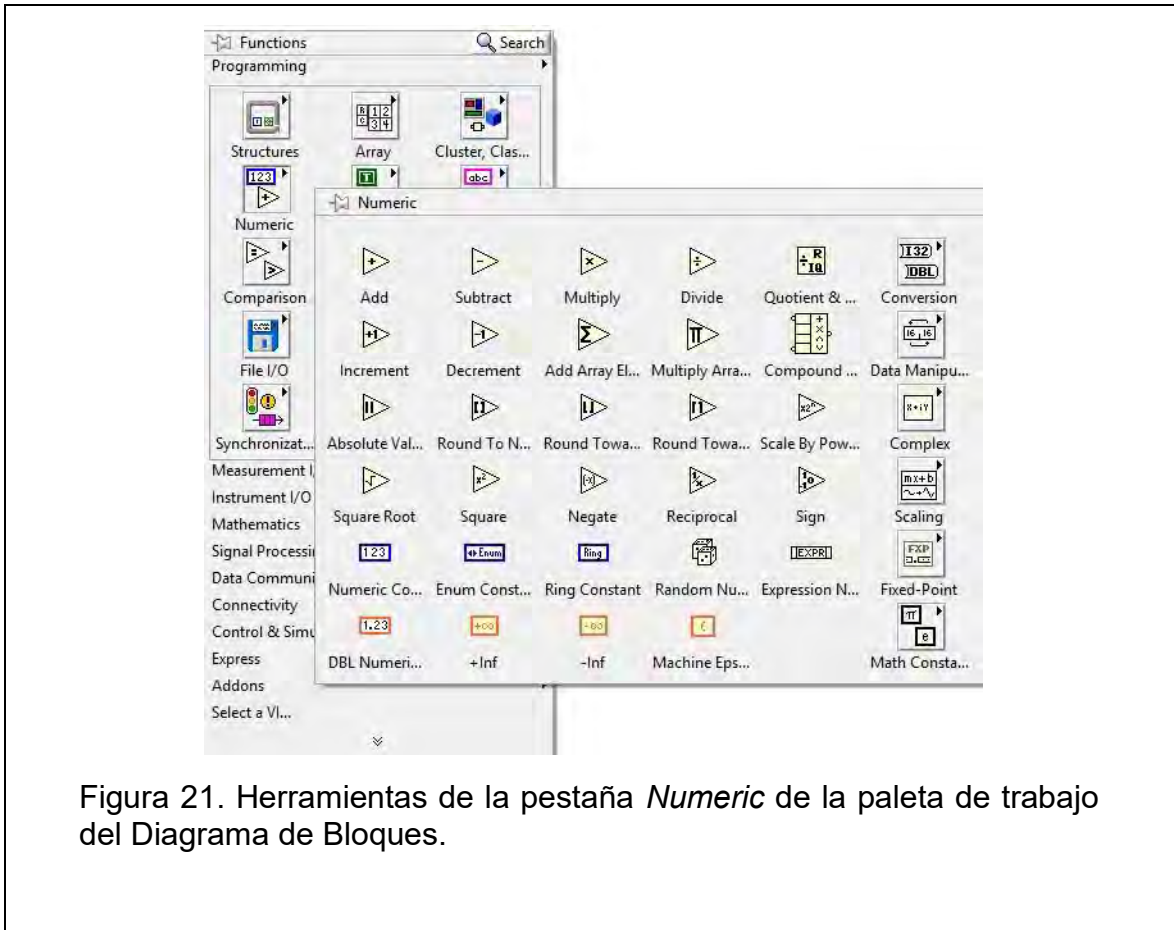 Functions Search
Programming
Structures Array Cluster, Clas...
Numeric
Comparison
File I/O
Synchronizat...
Measurement I
Instrument I/O
Mathematics
Signal Processi
Data Communi
Connectivity
Control & Simu
Express
Addons
Select a VI...
Numeric
Add Subtract Multiply Divide Quotient & ... Conversion
Increment Decrement Add Array El... Multiply Arra... Compound ... Data Manipu...
Absolute Val... Round To N... Round Towa... Round Towa... Scale By Pow... Complex
Square Root Square Negate Reciprocal Sign Scaling
Numeric Co... Enum Const... Ring Constant Random Nu... Expression N... Fixed-Point
DBL Numeri... +Inf -Inf Machine Eps... Math Consta...
Figura 21. Herramientas de la pestaña Numeric de la paleta de trabajo
del Diagrama de Bloques.